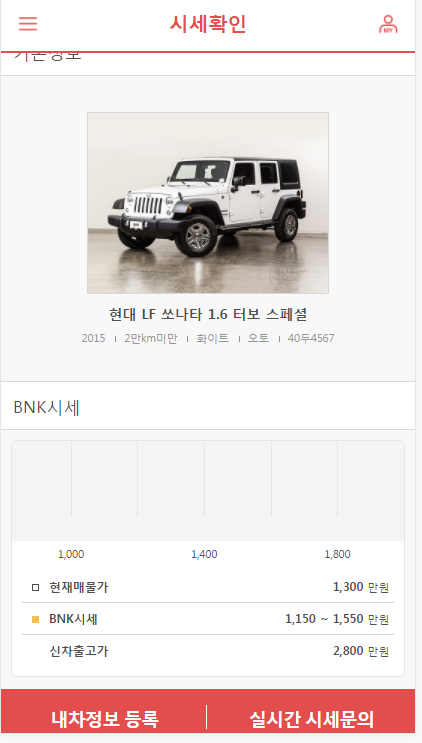 시세확인
MY
기본정보
현대 LF 쏘나타 1.6 터보 스페셜
2015 | 2만km미만 | 화이트 | 오토 | 40두4567
BNK시세
1,000 1,400 1,800
현재매물가 1,300 만원
BNK시세 1,150 ~ 1,550 만원
신차출고가 2,800 만원
내차정보 등록 실시간 시세문의